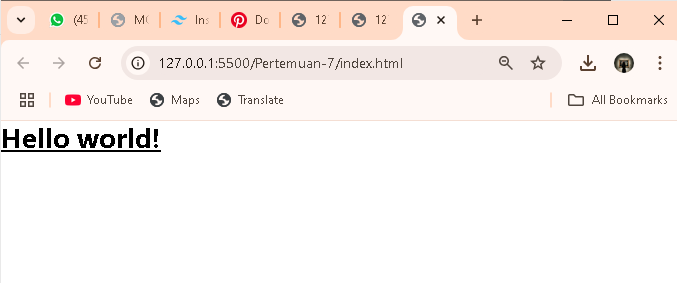 (45
MC
Ins
Do
12
12
127.0.0.1:5500/Pertemuan-7/index.html
YouTube
Maps
Translate
All Bookmarks
Hello world!